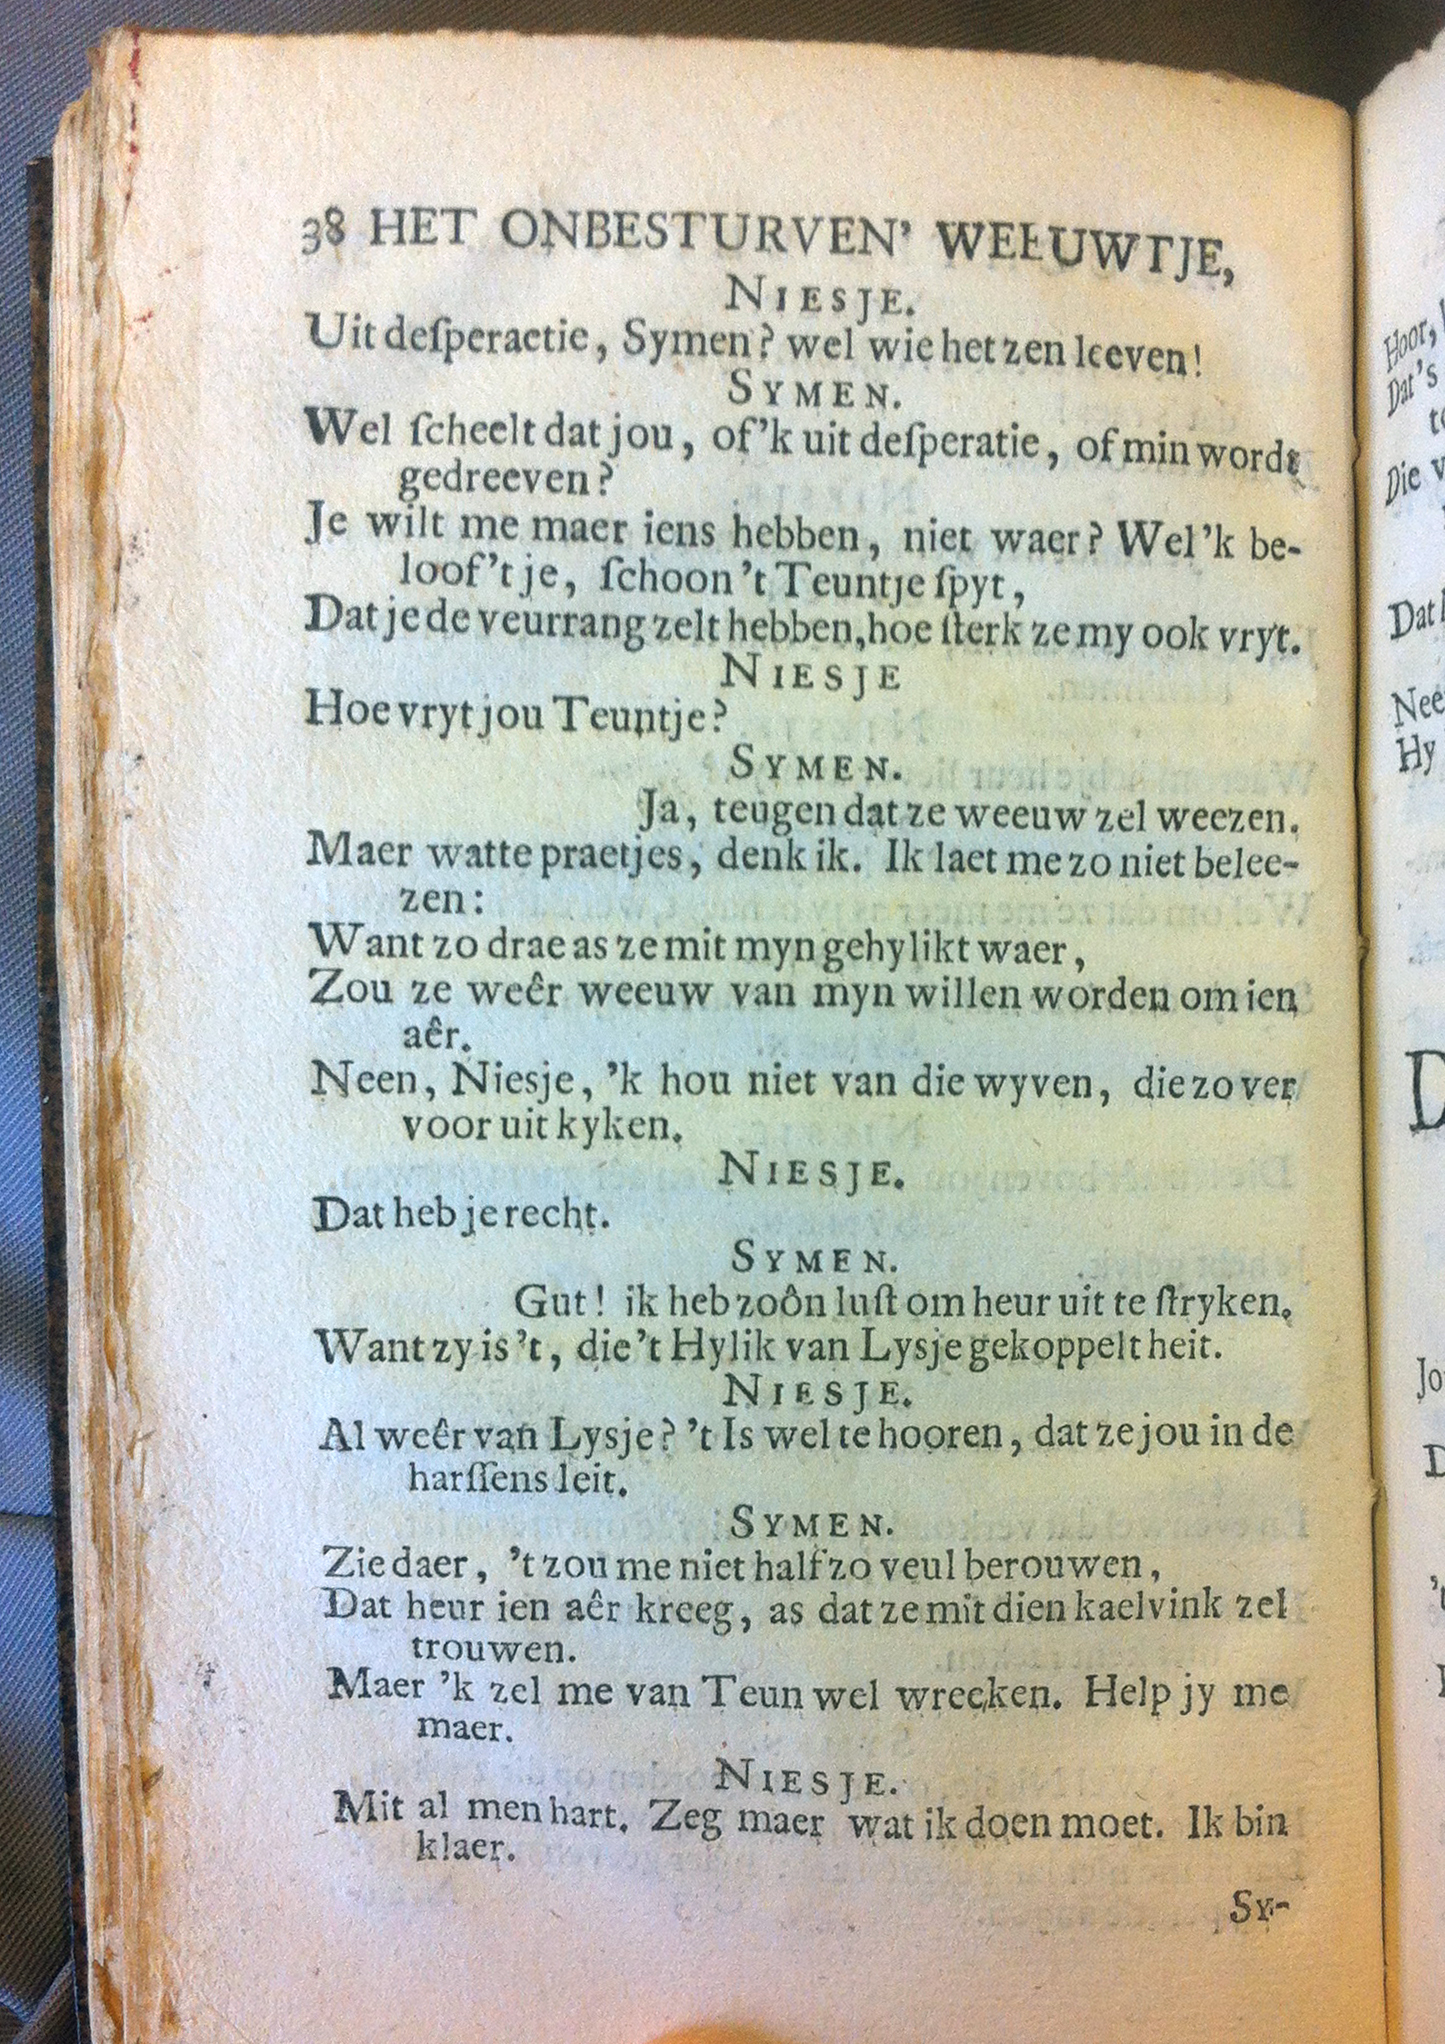 38 HET ONBESTURVEN' WEEUWTJE,
NIESJE.
Uit deſperaetie, Symen? wel wie het zen leeven!
SYMEN.
Wel ſcheelt dat jou, of 'k uit deſperatie, of min wordt
gedreeven?
Je wilt me maer iens hebben, niet waer? Wel 'k be-
loof 't je, ſchoon 't Teuntje ſpyt,
Dat je de veurrang zelt hebben, hoe ſterk ze my ook vryt.
NIESJE
Hoe vryt jou Teuntje?
SYMEN.
Ja, teugen dat ze weeuw zel weezen.
Maer watte praetjes, denk ik. Ik laet me zo niet belee-
zen:
Want zo drae as ze mit myn gehylikt waer,
Zou ze weêr weeuw van myn willen worden om ien
aêr.
Neen, Niesje, 'k hou niet van die wyven, die zo ver
voor uit kyken.
NIESJE.
Dat heb je recht.
SYMEN.
Gut! ik heb zoôn luſt om heur uit te ſtryken.
Want zy is 't, die 't Hylik van Lysje gekoppelt heit.
NIESJE.
Al weêr van Lysje? 't Is wel te hooren, dat ze jou in de
harſſens leit.
SYMEN.
Zie daer, 't zou me niet half zo veul berouwen,
Dat heur ien aêr kreeg, as dat ze mit dien kaelvink zel
trouwen.
Maer 'k zel me van Teun wel wreeken. Help jy me
maer.
NIESJE.
Mit al men hart. Zeg maer wat ik doen moet. Ik bin
klaer.
SY-
Hoor,
Dat's
Die
Dat
Nee
Hy
D
Jo
D